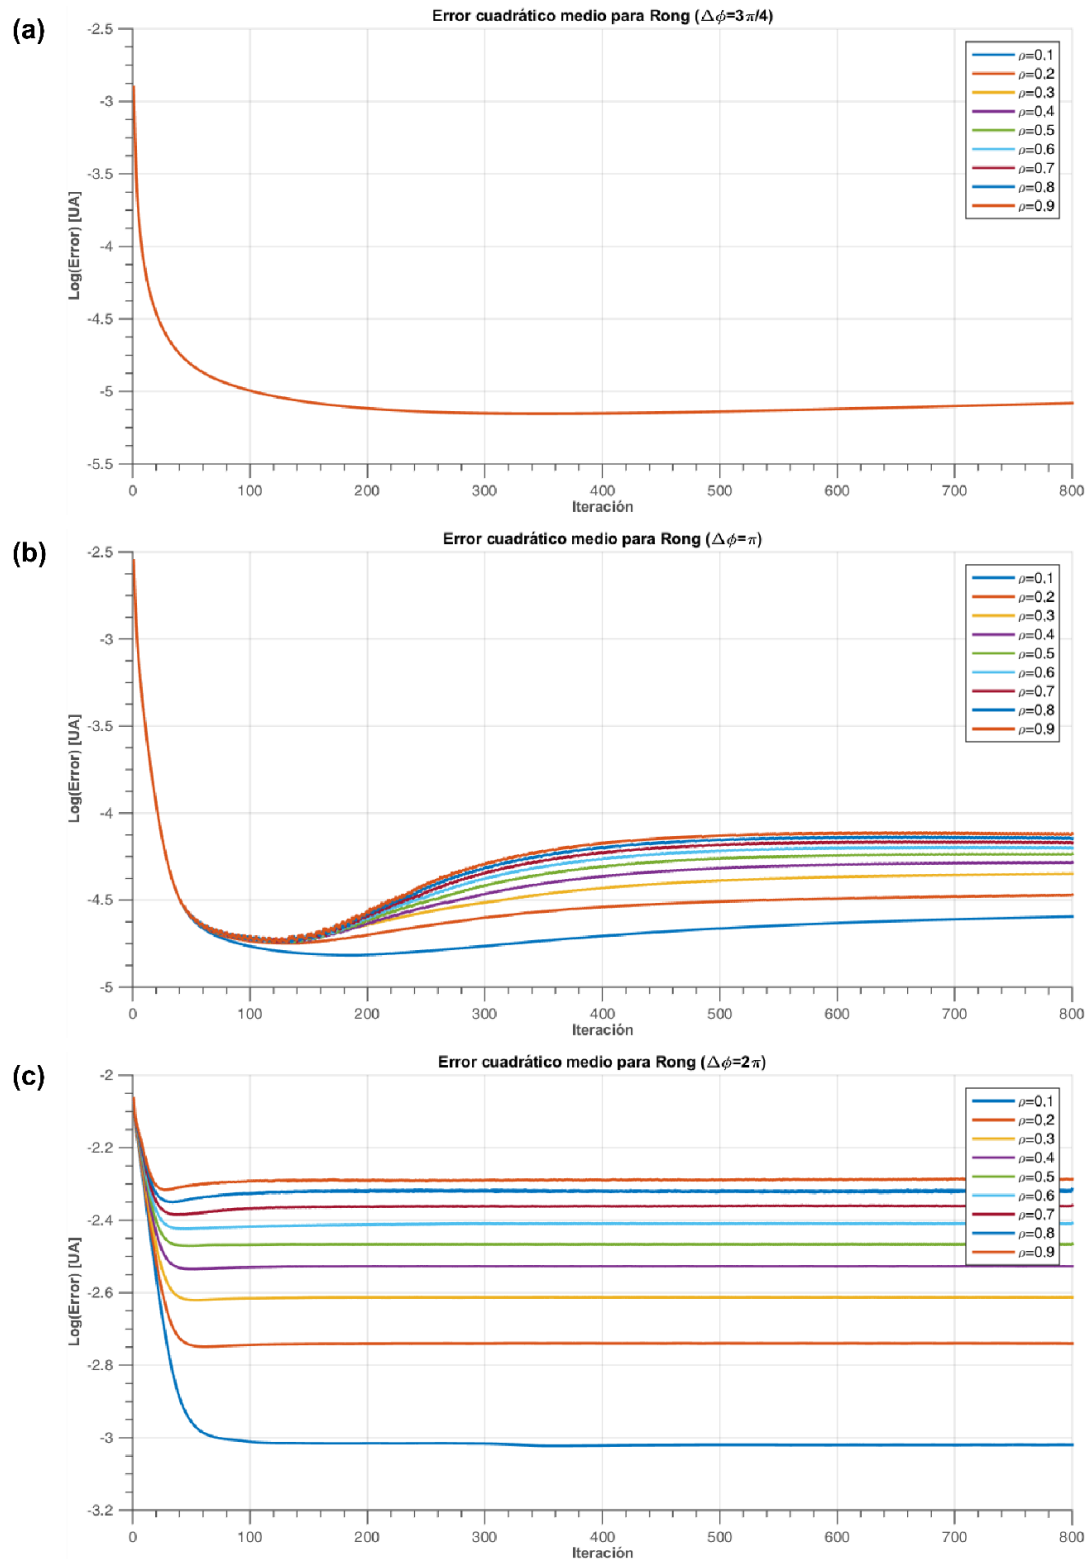 (a)
Error cuadrático medio para Rong (Δϕ=3π/4)
Log(Error) [UA]
-2.5
-3
-3.5
-4
-4.5
-5
-5.5
0 100 200 300 400 500 600 700 800
Iteración
ρ=0.1
ρ=0.2
ρ=0.3
ρ=0.4
ρ=0.5
ρ=0.6
ρ=0.7
ρ=0.8
ρ=0.9
(b)
Error cuadrático medio para Rong (Δϕ=π)
Log(Error) [UA]
-2.5
-3
-3.5
-4
-4.5
-5
0 100 200 300 400 500 600 700 800
Iteración
ρ=0.1
ρ=0.2
ρ=0.3
ρ=0.4
ρ=0.5
ρ=0.6
ρ=0.7
ρ=0.8
ρ=0.9
(c)
Error cuadrático medio para Rong (Δϕ=2π)
Log(Error) [UA]
-2
-2.2
-2.4
-2.6
-2.8
-3
-3.2
0 100 200 300 400 500 600 700 800
Iteración
ρ=0.1
ρ=0.2
ρ=0.3
ρ=0.4
ρ=0.5
ρ=0.6
ρ=0.7
ρ=0.8
ρ=0.9